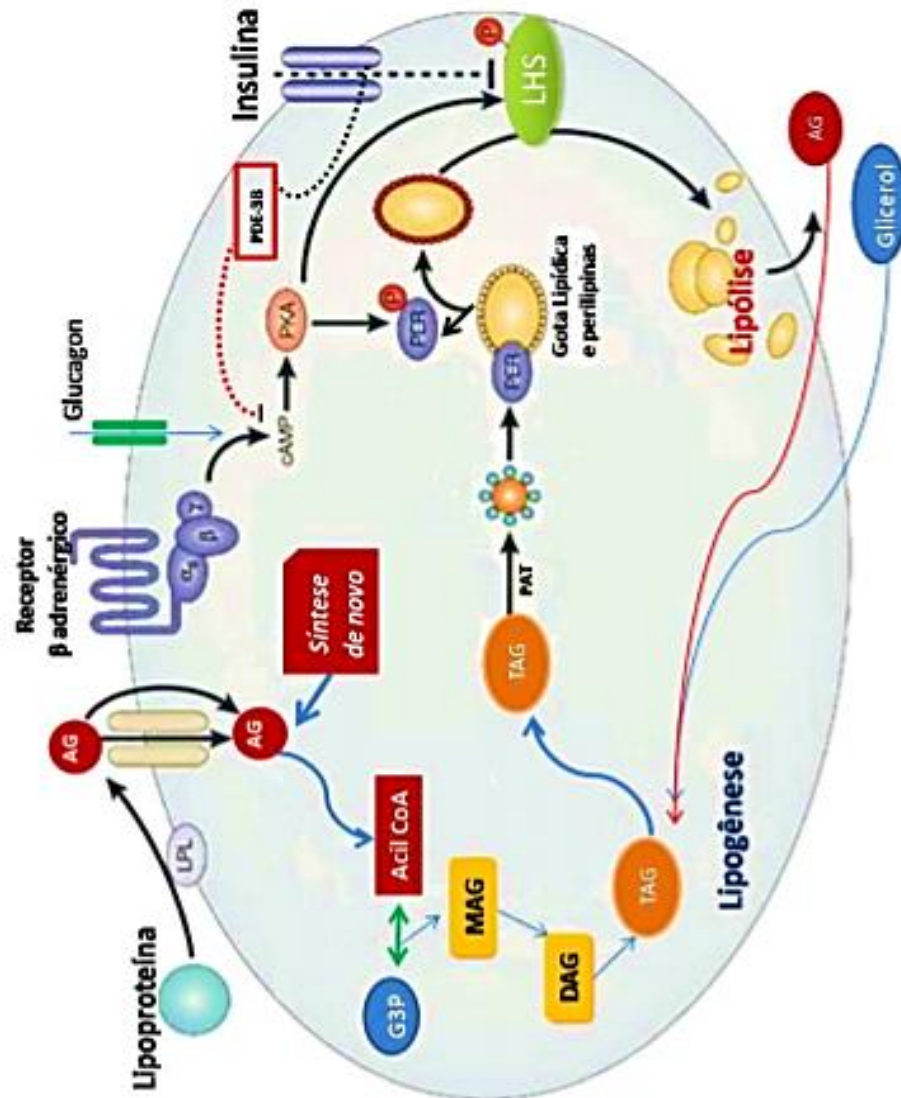 Lipoproteína
LPL
AG
AG
Receptor
β adrenérgico
αs
β
γ
Glucagon
Insulina
PDE-3B
cAMP
PKA
P
PER
P
LHS
Síntese
de novo
Acil CoA
G3P
MAG
DAG
TAG
TAG
PAT
PER
Gota Lipídica
e perilipinas
Lipólise
AG
Glicerol
Lipogênese